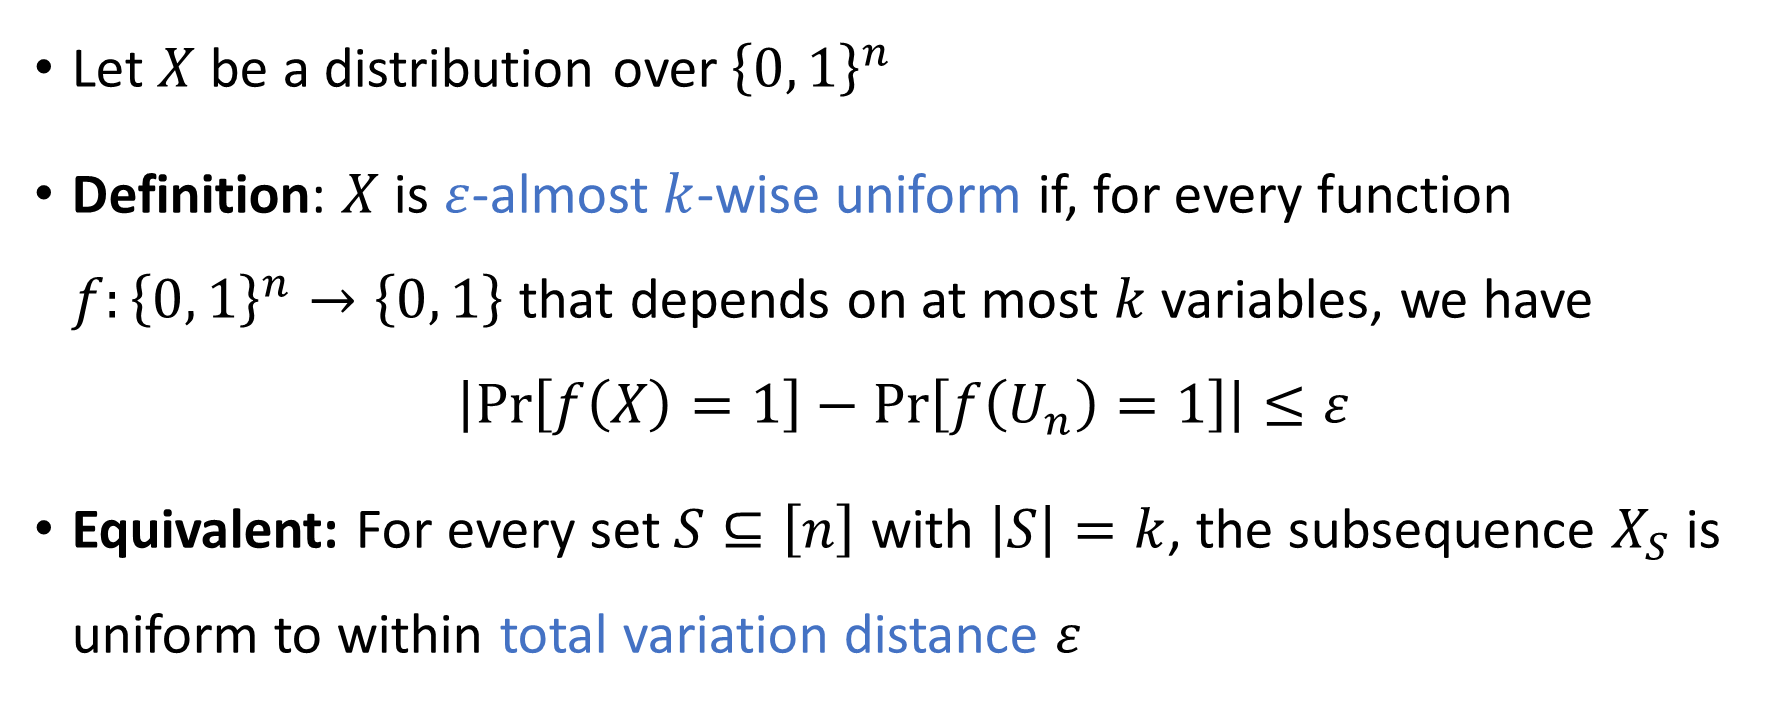 • Let 𝑋 be a distribution over {0, 1}ⁿ
• Definition: 𝑋 is 𝜀-almost 𝑘-wise uniform if, for every function
𝑓: {0, 1}ⁿ → {0, 1} that depends on at most 𝑘 variables, we have
|Pr[𝑓(𝑋) = 1] − Pr[𝑓(𝑈ₙ) = 1]| ≤ 𝜀
• Equivalent: For every set 𝑆 ⊆ [𝑛] with |𝑆| = 𝑘, the subsequence 𝑋_𝑆 is
uniform to within total variation distance 𝜀